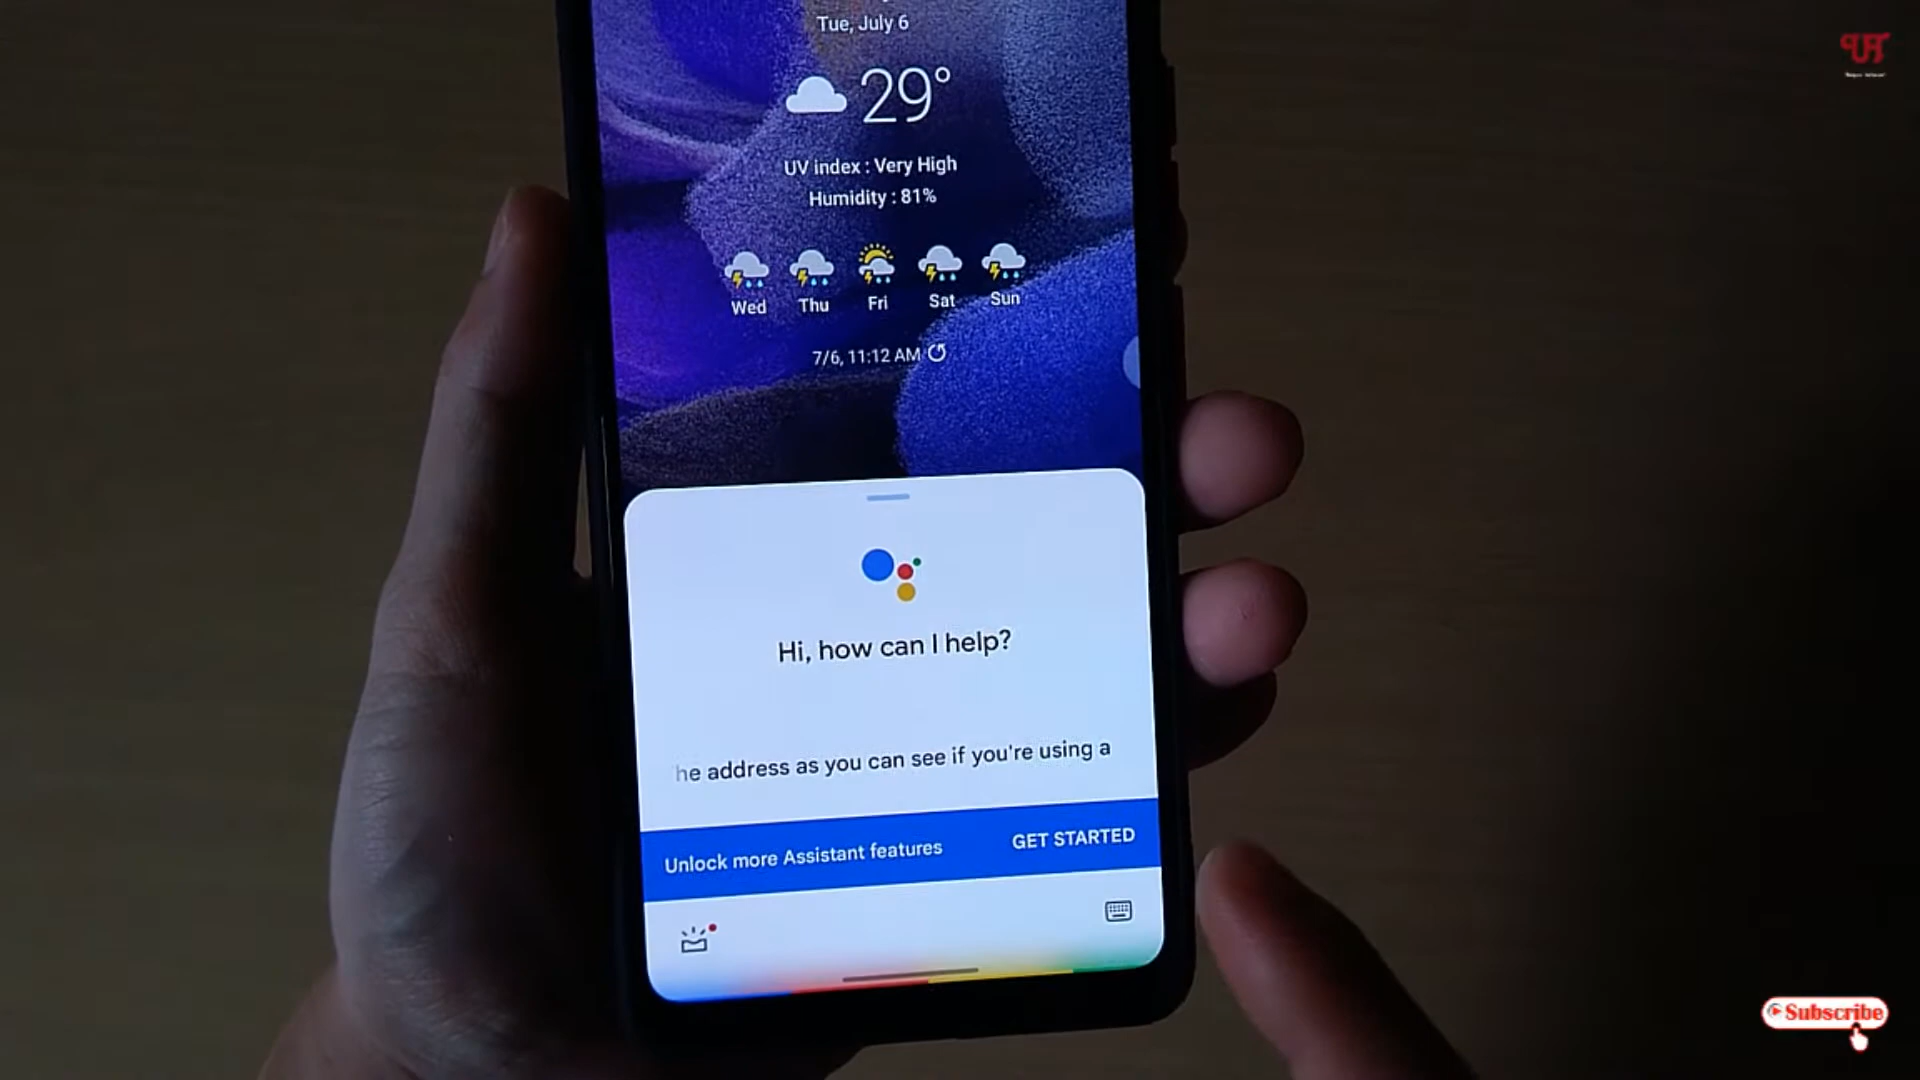 Tue, July 6
29°
UV index : Very High
Humidity : 81%
Wed Thu Fri Sat Sun
7/6, 11:12 AM
Hi, how can I help?
he address as you can see if you're using a
Unlock more Assistant features GET STARTED
Subscribe